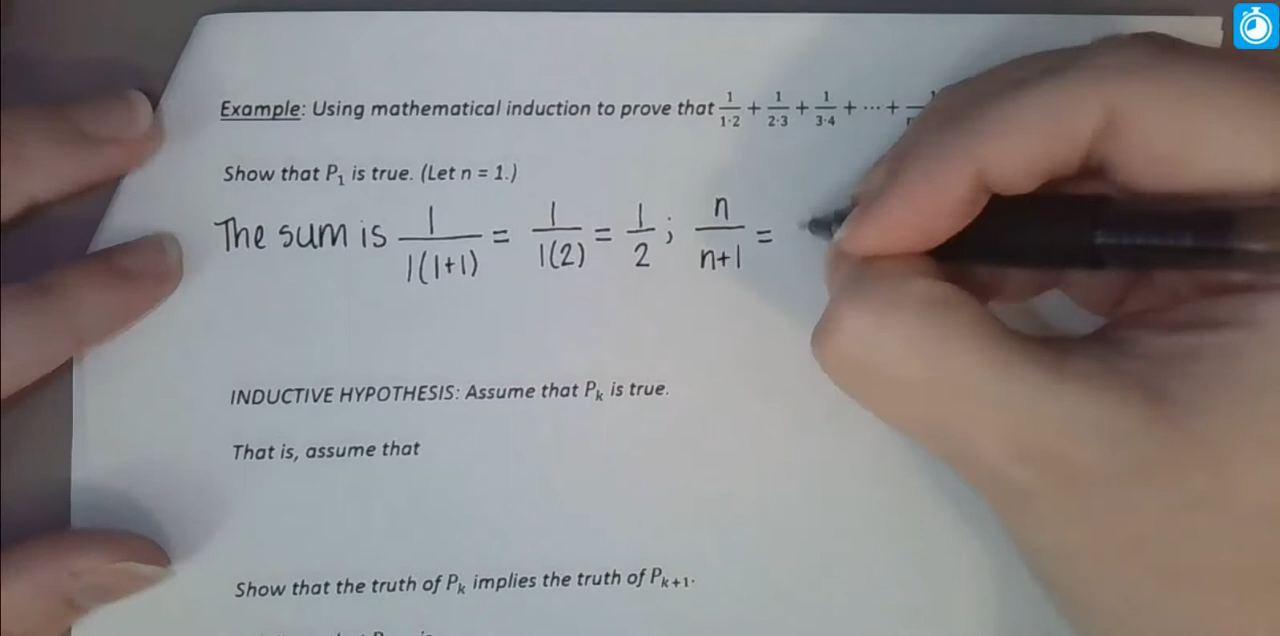 Example: Using mathematical induction to prove that 1/(1·2) + 1/(2·3) + 1/(3·4) + ··· +
Show that P₁ is true. (Let n = 1.)
The sum is 1/(1(1+1)) = 1/(1(2)) = 1/2 ; n/(n+1) =
INDUCTIVE HYPOTHESIS: Assume that Pₖ is true.
That is, assume that
Show that the truth of Pₖ implies the truth of Pₖ₊₁.